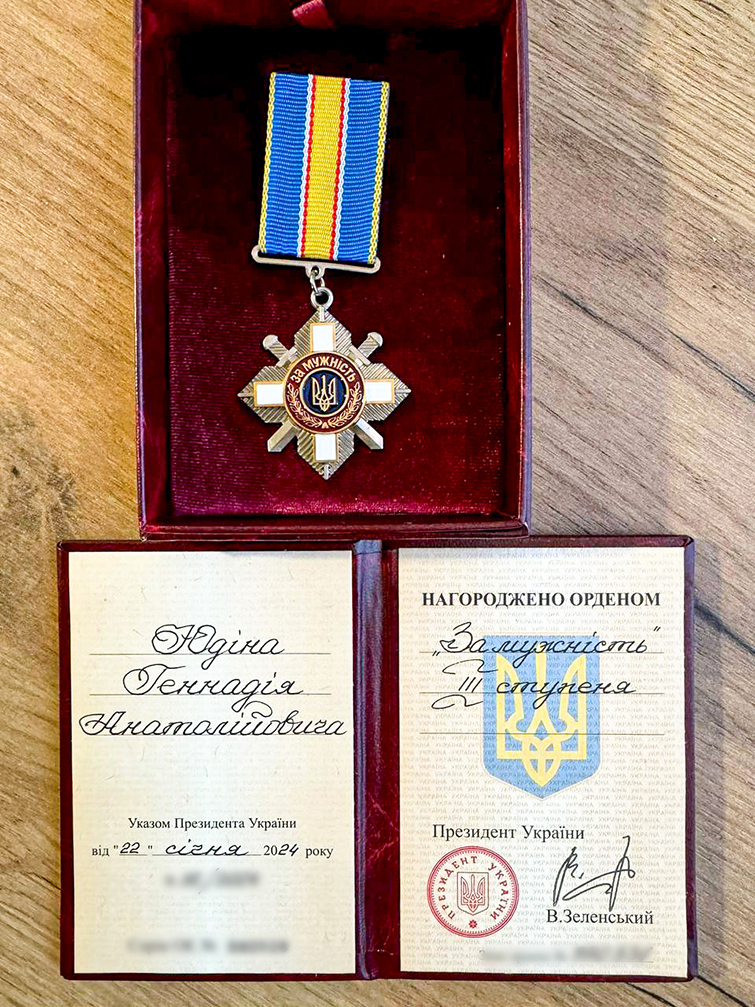 ЗА МУЖНІСТЬ
Юдіна
Геннадія
Анатолійовича
Указом Президента України
від "22" січня 2024 року
НАГОРОДЖЕНО ОРДЕНОМ
„За мужність"
III ступеня
Президент України
ПРЕЗИДЕНТ УКРАЇНИ
В.Зеленський